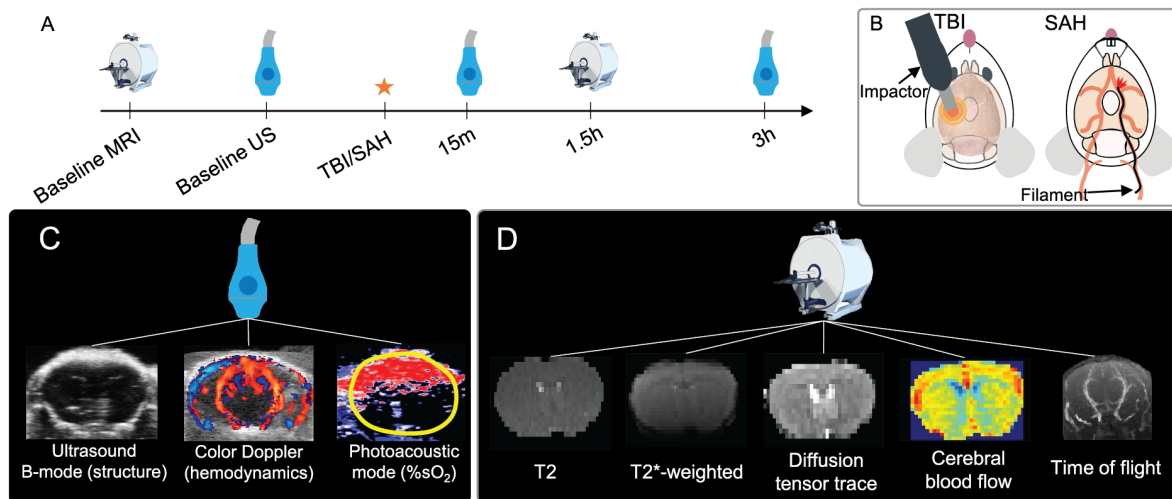 A
Baseline MRI
Baseline US
TBI/SAH
15m
1.5h
3h
B
TBI
SAH
Impactor
Filament
C
Ultrasound
B-mode (structure)
Color Doppler
(hemodynamics)
Photoacoustic
mode (%sO₂)
D
T2
T2*-weighted
Diffusion
tensor trace
Cerebral
blood flow
Time of flight